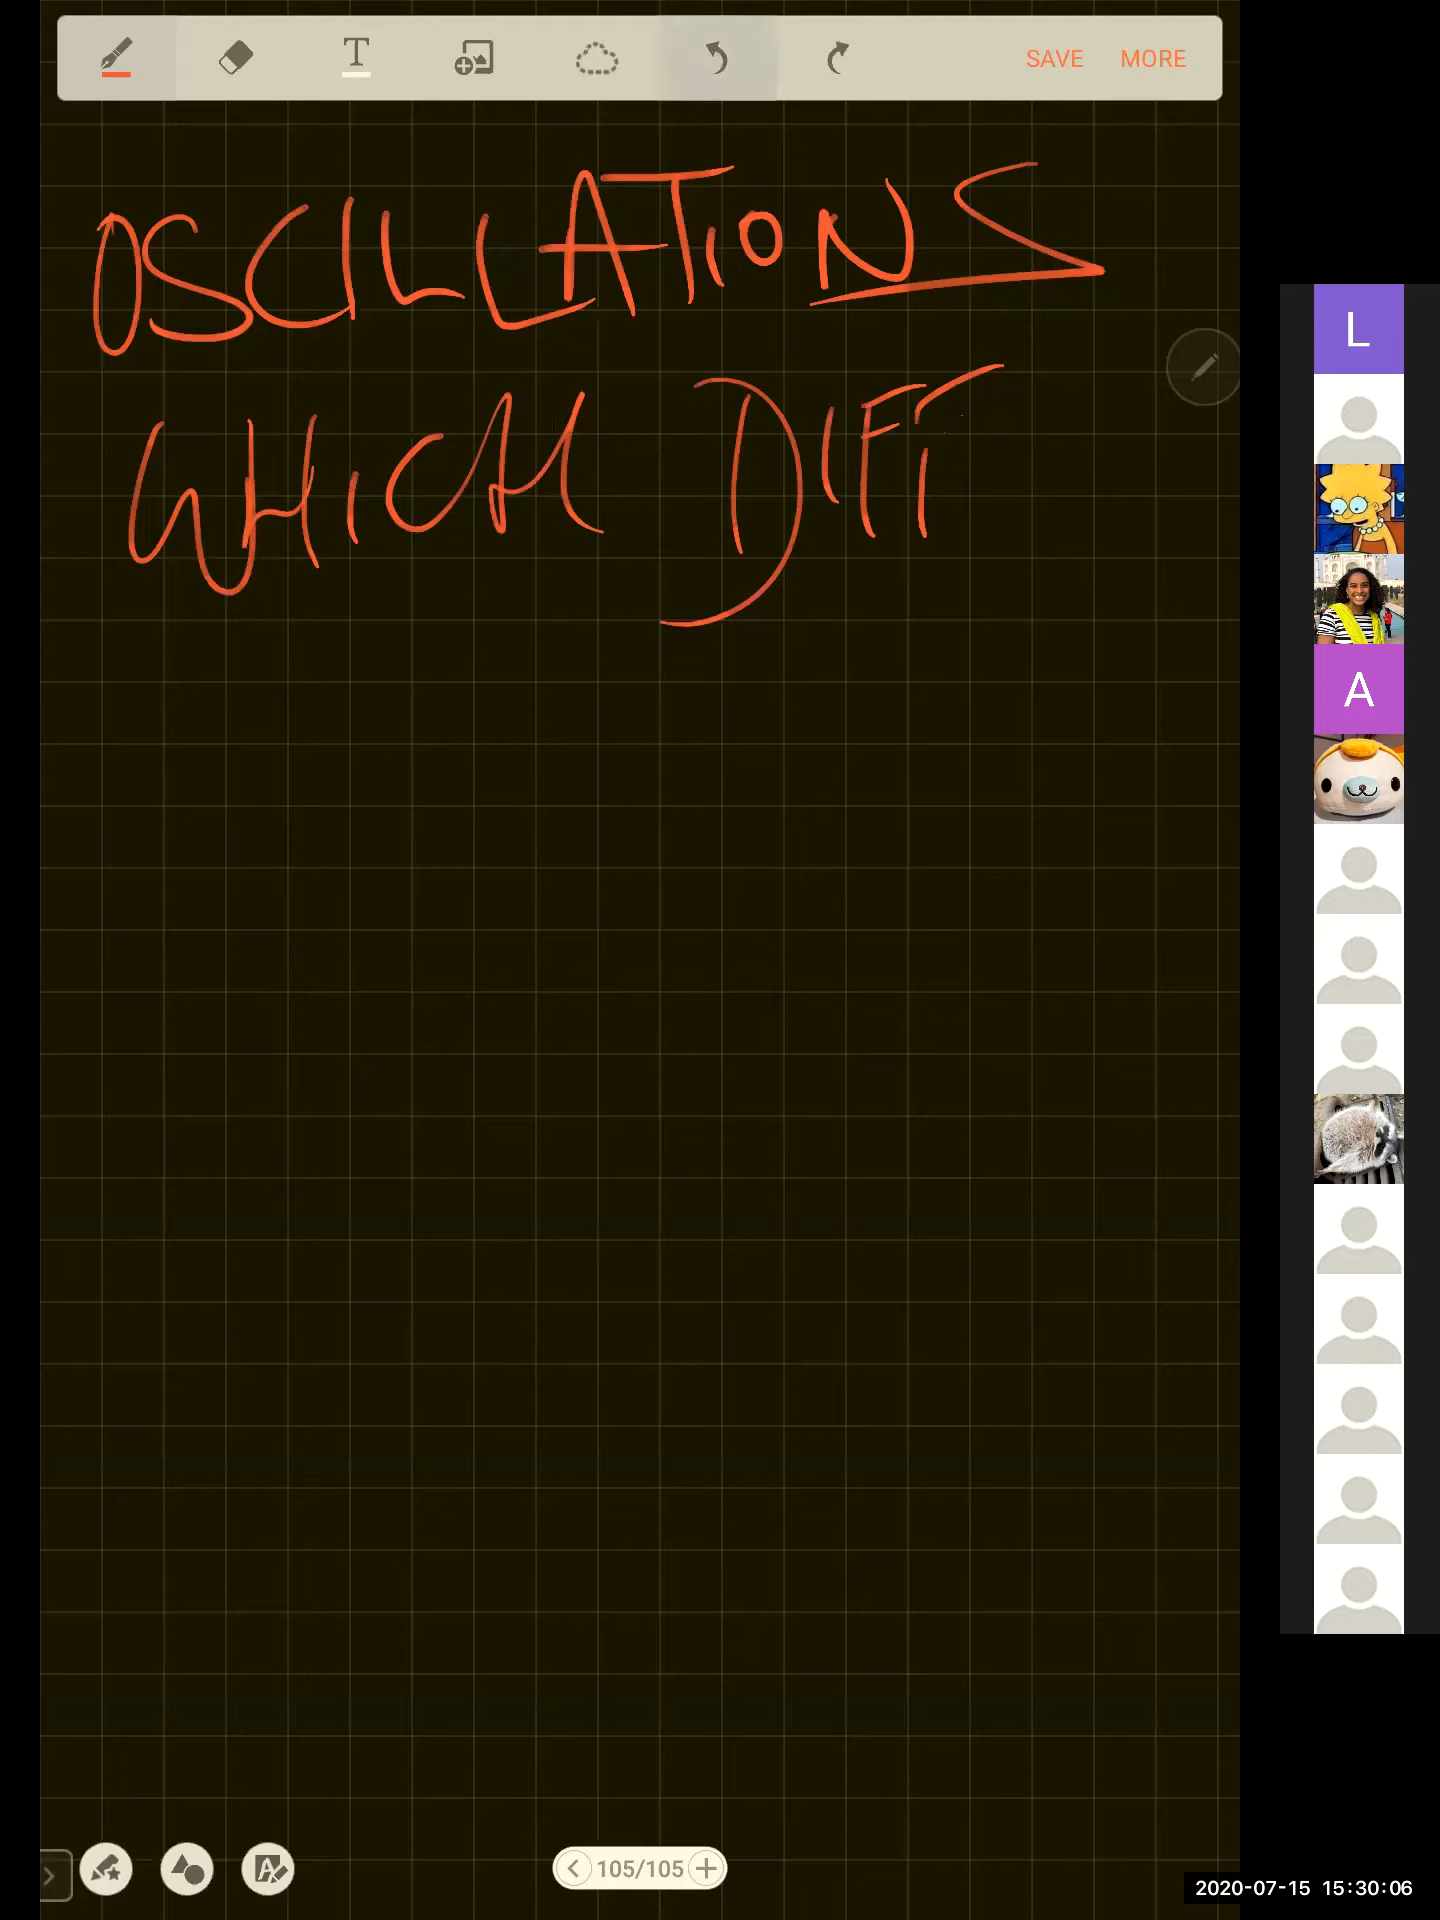 T SAVE MORE
OSCILLATIONS
WHICH DIFF
L
A
105/105
2020-07-15 15:30:06